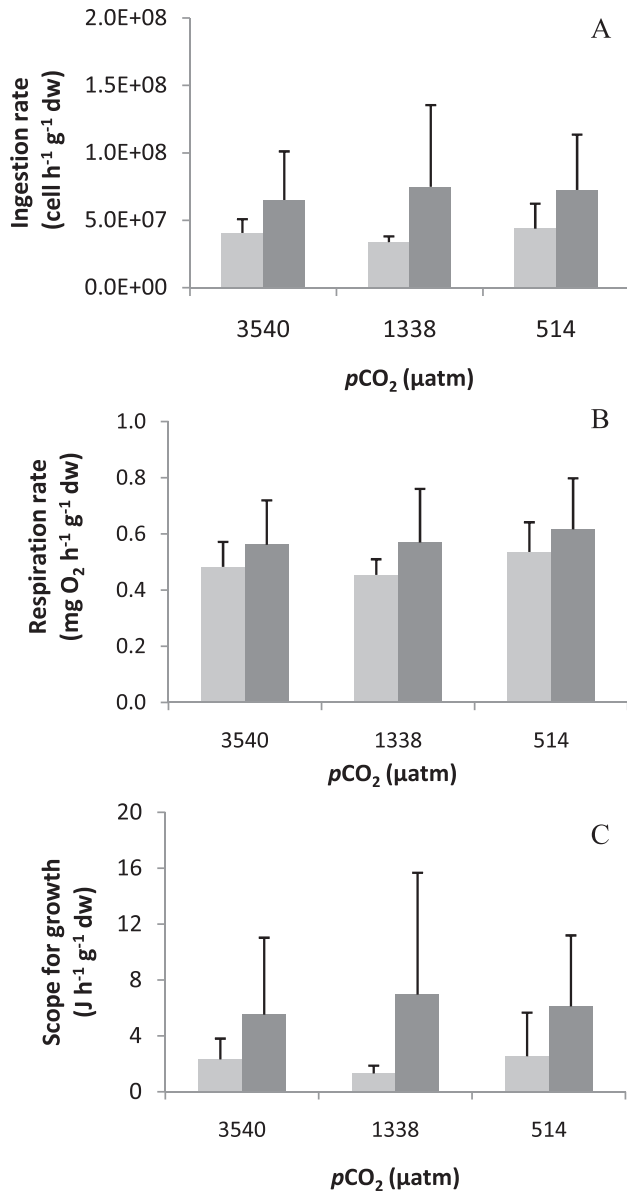 A
Ingestion rate
(cell h⁻¹ g⁻¹ dw)
2.0E+08
1.5E+08
1.0E+08
5.0E+07
0.0E+00
3540 1338 514
pCO₂ (µatm)
B
Respiration rate
(mg O₂ h⁻¹ g⁻¹ dw)
1.0
0.8
0.6
0.4
0.2
0.0
3540 1338 514
pCO₂ (µatm)
C
Scope for growth
(J h⁻¹ g⁻¹ dw)
20
16
12
8
4
0
3540 1338 514
pCO₂ (µatm)